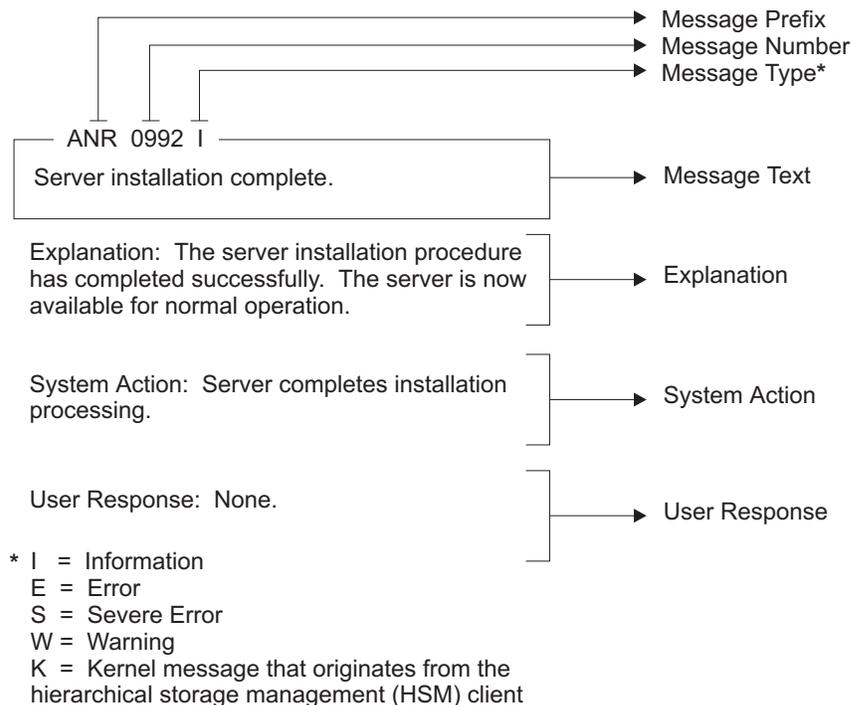 Message Prefix
Message Number
Message Type*
ANR 0992 I
Server installation complete.
Message Text
Explanation: The server installation procedure
has completed successfully. The server is now
available for normal operation.
Explanation
System Action: Server completes installation
processing.
System Action
User Response: None.
User Response
* I = Information
E = Error
S = Severe Error
W = Warning
K = Kernel message that originates from the
hierarchical storage management (HSM) client